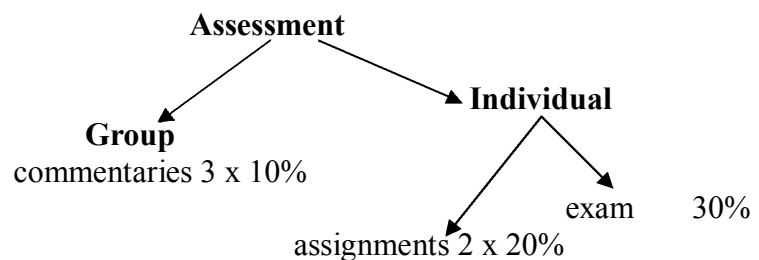 Assessment
Individual
Group
commentaries 3 x 10%
exam 30%
assignments 2 x 20%